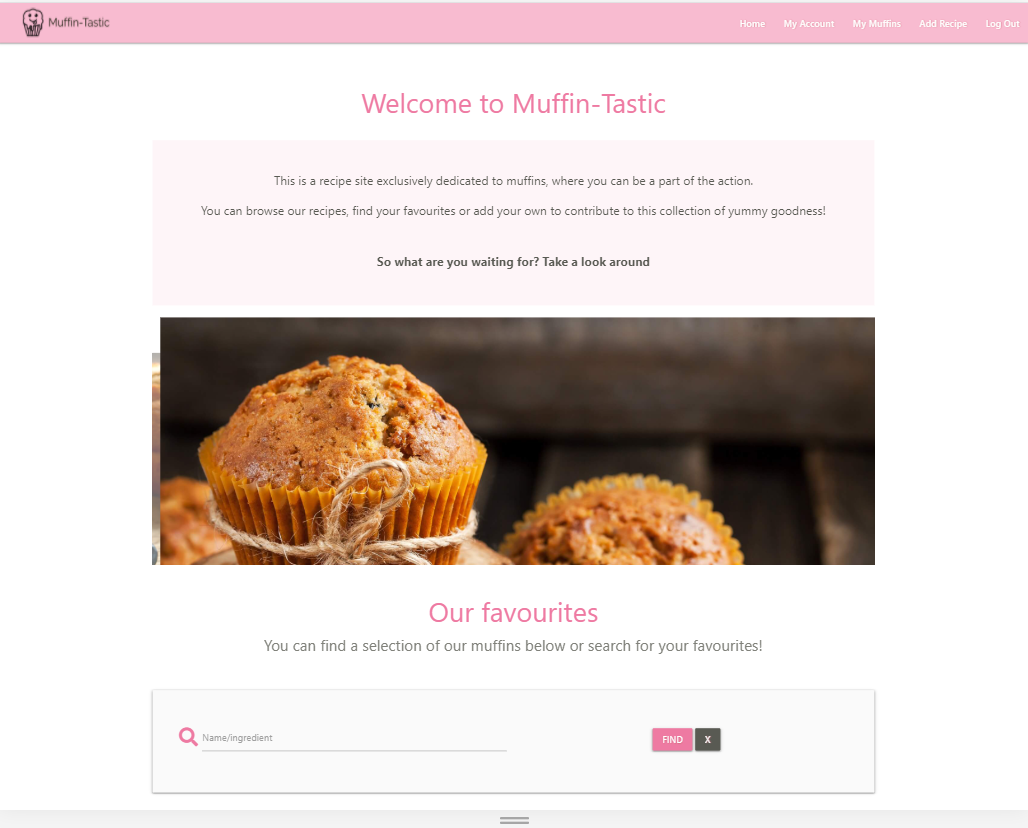 Muffin-Tastic
Home My Account My Muffins Add Recipe Log Out
Welcome to Muffin-Tastic
This is a recipe site exclusively dedicated to muffins, where you can be a part of the action.
You can browse our recipes, find your favourites or add your own to contribute to this collection of yummy goodness!
So what are you waiting for? Take a look around
Our favourites
You can find a selection of our muffins below or search for your favourites!
Name/ingredient
FIND X